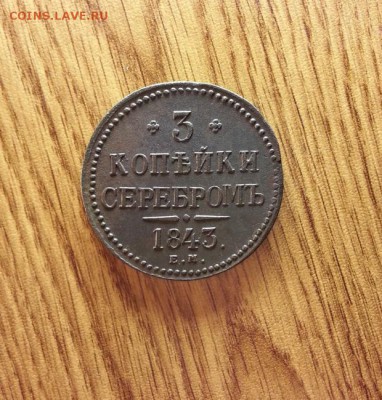 COINS.LAVE.RU
3
КОПѢЙКИ
СЕРЕБРОМЪ
1843.
Е.М.